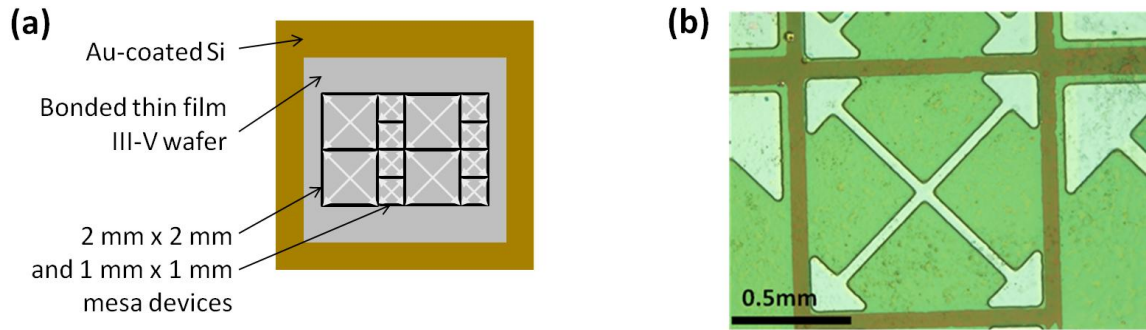 (a)
Au-coated Si
Bonded thin film
III-V wafer
2 mm x 2 mm
and 1 mm x 1 mm
mesa devices
(b)
0.5mm